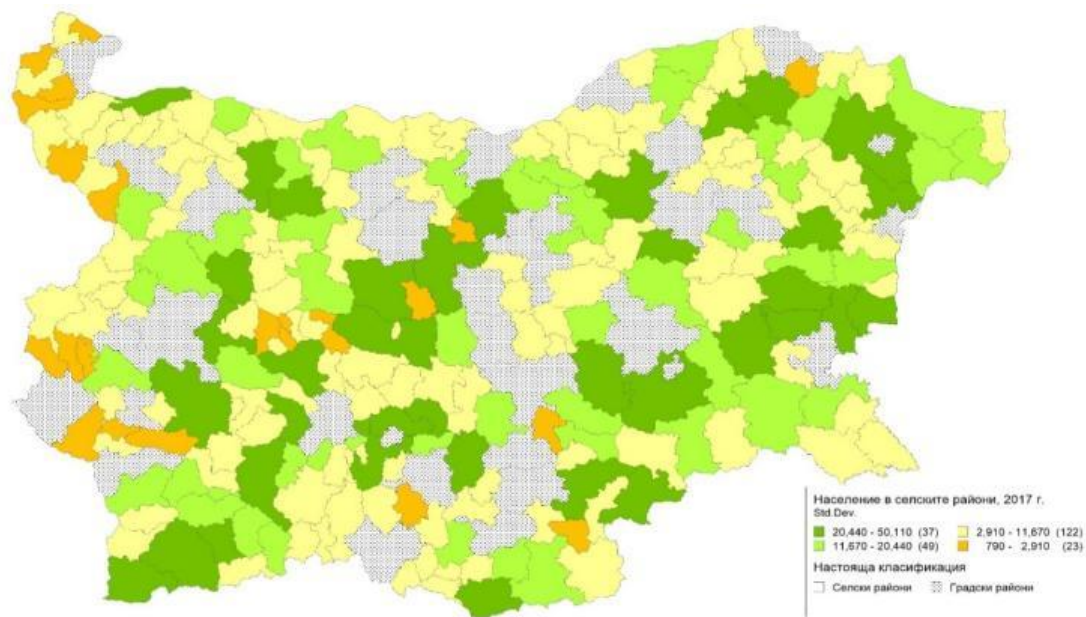 Население в селските райони, 2017 г.
Std.Dev.
20,440 - 50,110 (37) 2,910 - 11,670 (122)
11,670 - 20,440 (49) 790 - 2,910 (23)
Настояща класификация
Селски райони Градски райони